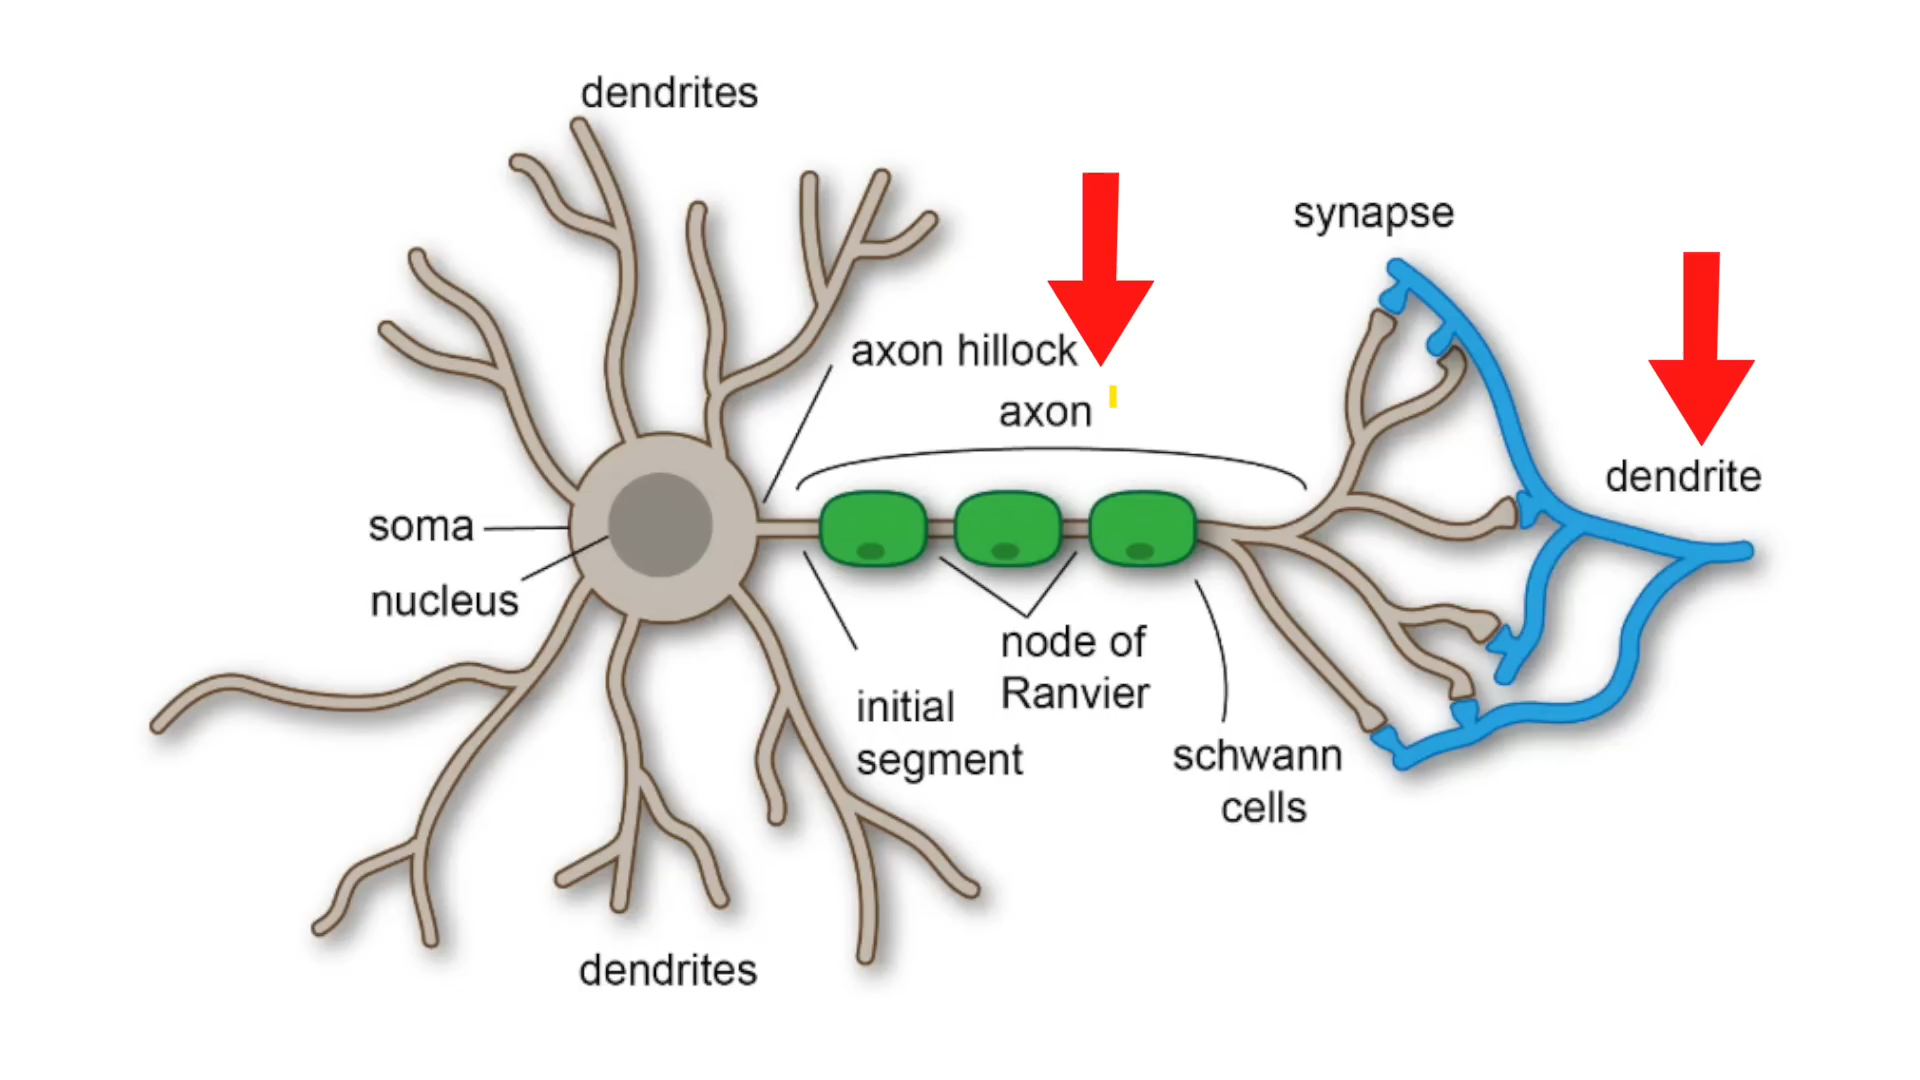 dendrites
synapse
axon hillock
axon
dendrite
soma
nucleus
node of
Ranvier
initial
segment
schwann
cells
dendrites